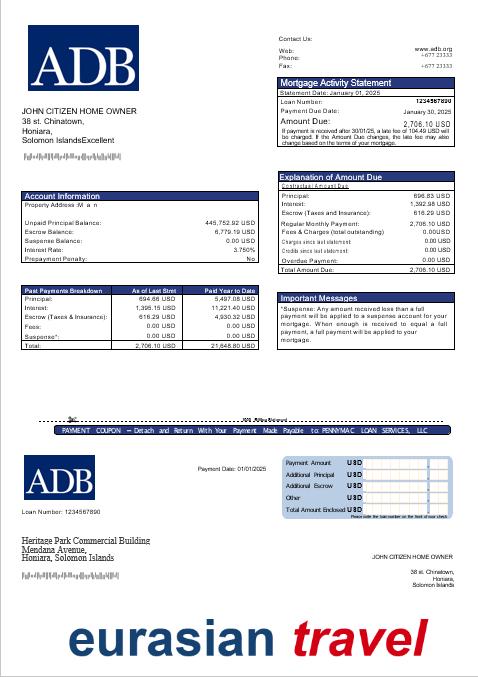 ADB
Contact Us:
Web: www.adb.org
Phone: +677 23333
Fax: +677 23333
Mortgage Activity Statement
Statement Date: January 01, 2025
Loan Number: 1234567890
Payment Due Date: January 30, 2025
Amount Due: 2,706.10 USD
If payment is received after 30/01/25, a late fee of 104.49 USD will
be charged. If the Amount Due changes, the late fee may also
change based on the terms of your mortgage.
JOHN CITIZEN HOME OWNER
38 st. Chinatown,
Honiara,
Solomon IslandsExcellent
Explanation of Amount Due
Contractual Amount Due
Principal: 696.83 USD
Interest: 1,392.98 USD
Escrow (Taxes and Insurance): 616.29 USD
Regular Monthly Payment: 2,706.10 USD
Fees & Charges (total outstanding) 0.00USD
Charges since last statement: 0.00 USD
Credits since last statement: 0.00 USD
Overdue Payment: 0.00 USD
Total Amount Due: 2,706.10 USD
Account Information
Property Address :M a n
Unpaid Principal Balance: 445,752.92 USD
Escrow Balance: 6,779.19 USD
Suspense Balance: 0.00 USD
Interest Rate: 3.750%
Prepayment Penalty: No
Past Payments Breakdown As of Last Stmt Paid Year to Date
Principal: 694.66 USD 5,497.08 USD
Interest: 1,395.15 USD 11,221.40 USD
Escrow (Taxes & Insurance): 616.29 USD 4,930.32 USD
Fees: 0.00 USD 0.00 USD
Suspense*: 0.00 USD 0.00 USD
Total: 2,706.10 USD 21,648.80 USD
Important Messages
*Suspense: Any amount received less than a full
payment will be applied to a suspense account for your
mortgage. When enough is received to equal a full
payment, a full payment will be applied to your
mortgage.
PAYMENT COUPON – Detach and Return With Your Payment Made Payable to: PENNYMAC LOAN SERVICES, LLC
ADB
Payment Date: 01/01/2025
Payment Amount USD
Additional Principal USD
Additional Escrow USD
Other USD
Total Amount Enclosed USD
Please write the loan number on the front of your check
Loan Number: 1234567890
Heritage Park Commercial Building
Mendana Avenue,
Honiara, Solomon Islands
JOHN CITIZEN HOME OWNER
38 st. Chinatown,
Honiara,
Solomon Islands
eurasian travel